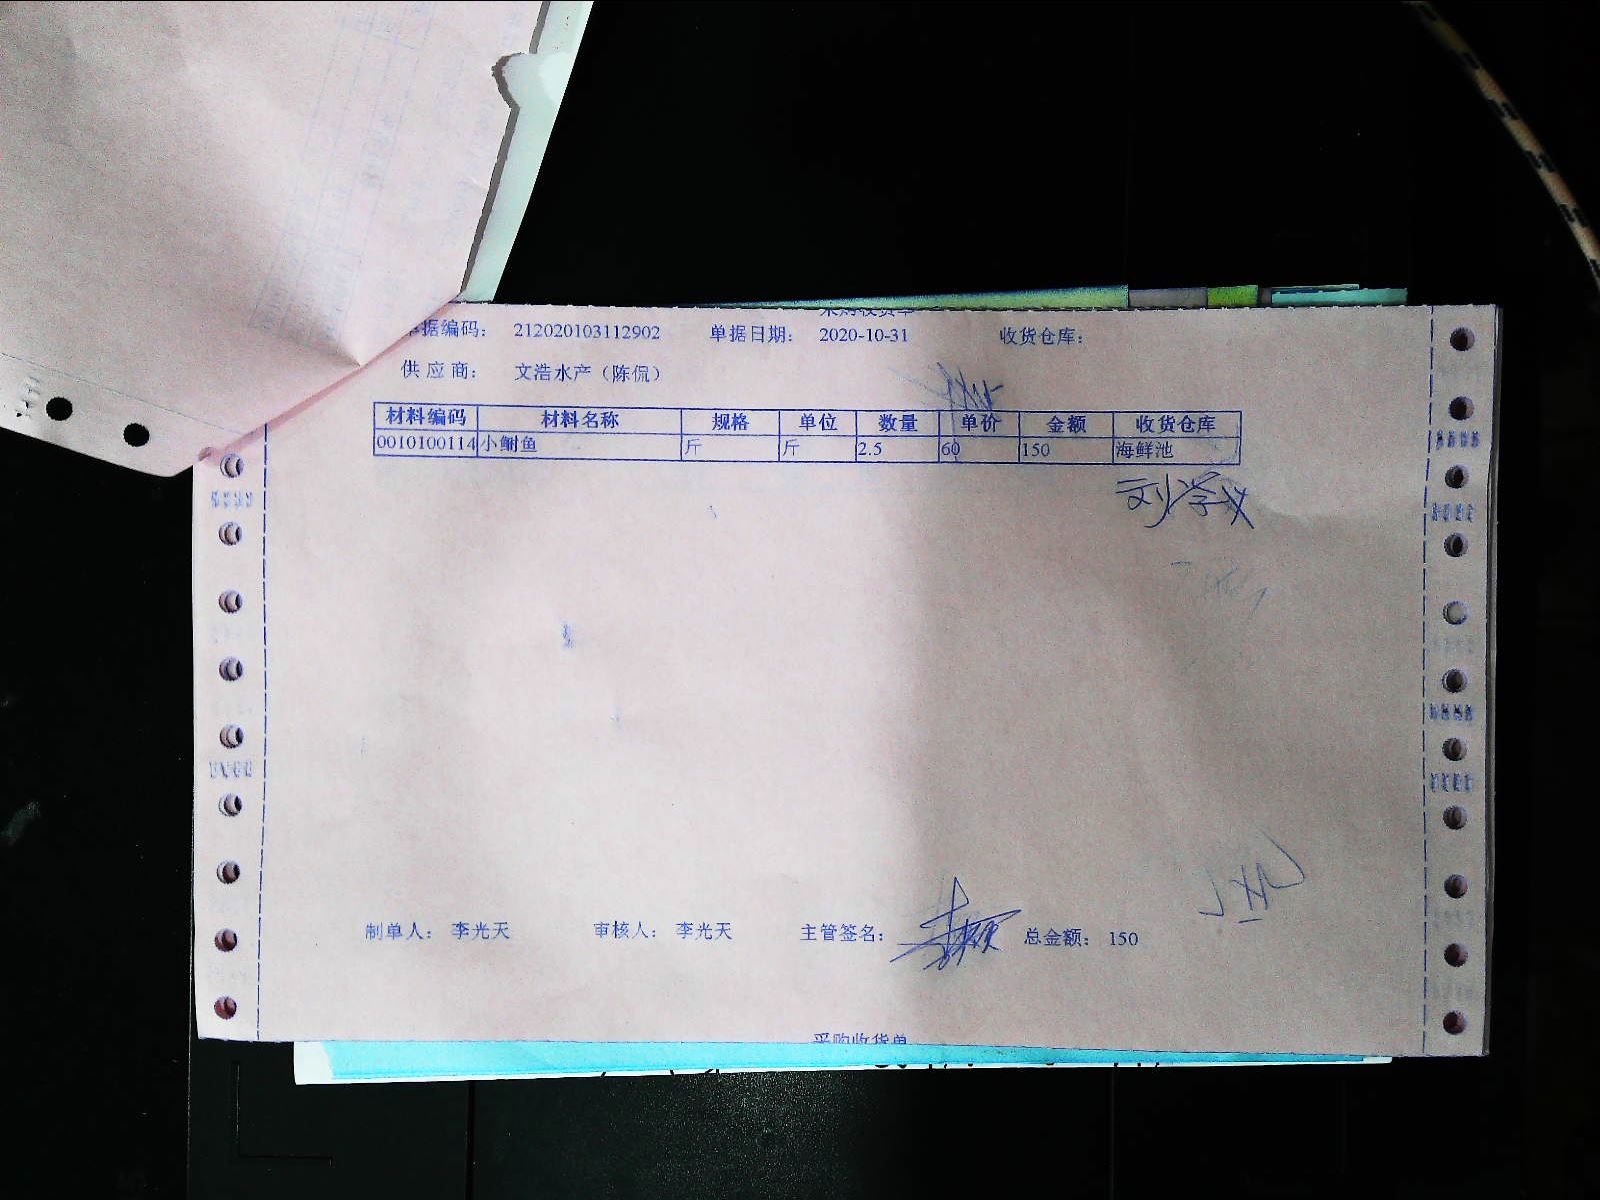 据编码： 212020103112902 单据日期： 2020-10-31 收货仓库：
供应商： 文浩水产（陈侃）
材料编码 材料名称 规格 单位 数量 单价 金额 收货仓库
0010100114 小鲋鱼 斤 斤 2.5 60 150 海鲜池
刘学义
制单人： 李光天 审核人： 李光天 主管签名： 总金额： 150
采购收货单